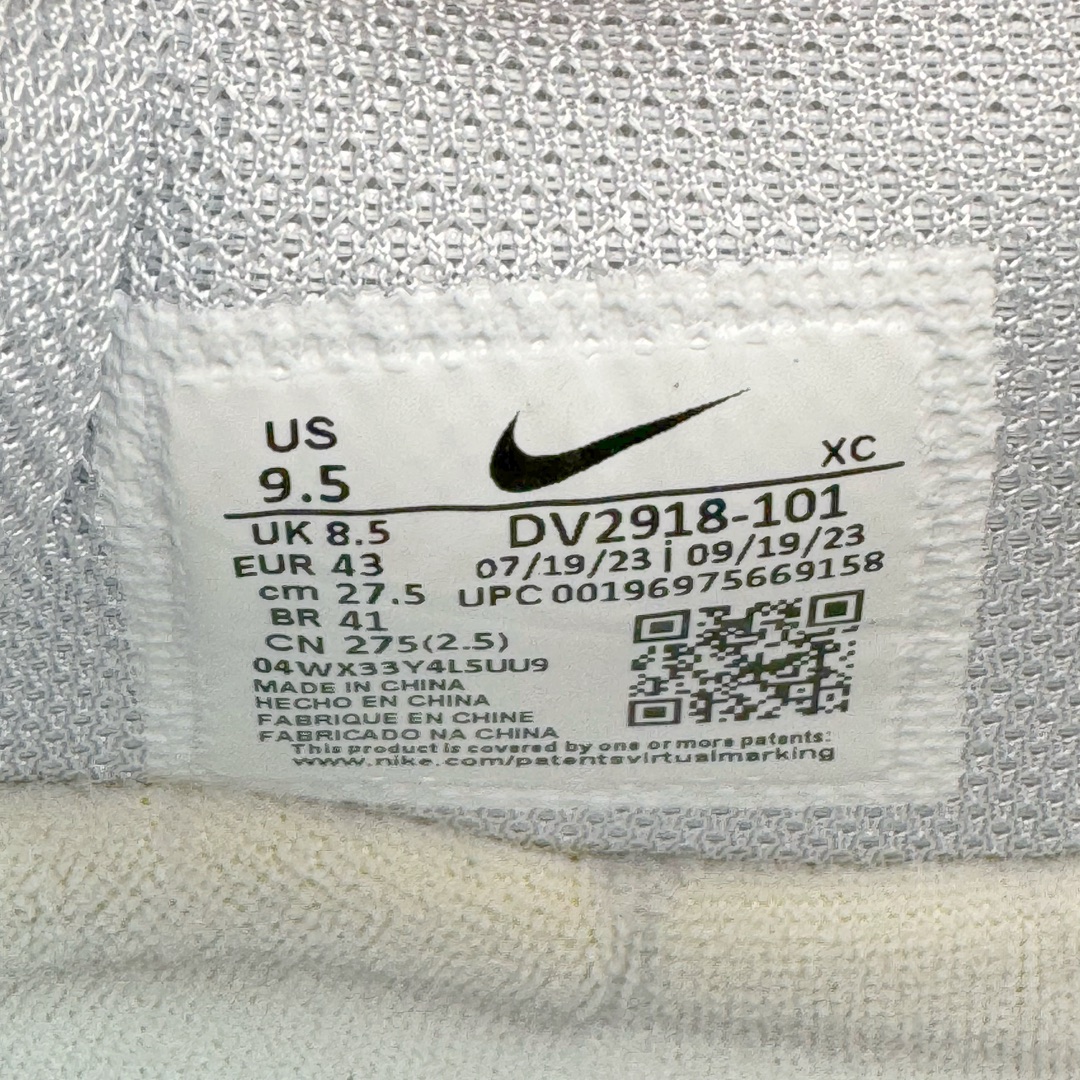 US
9.5
XC
UK 8.5
EUR 43
cm 27.5
BR 41
CN 275(2.5)
04WX33Y4L5UU9
MADE IN CHINA
HECHO EN CHINA
FABRIQUE EN CHINE
FABRICADO NA CHINA
DV2918-101
07/19/23 | 09/19/23
UPC 00196975669158
This product is covered by one or more patents:
www.nike.com/patentsvirtualmarking